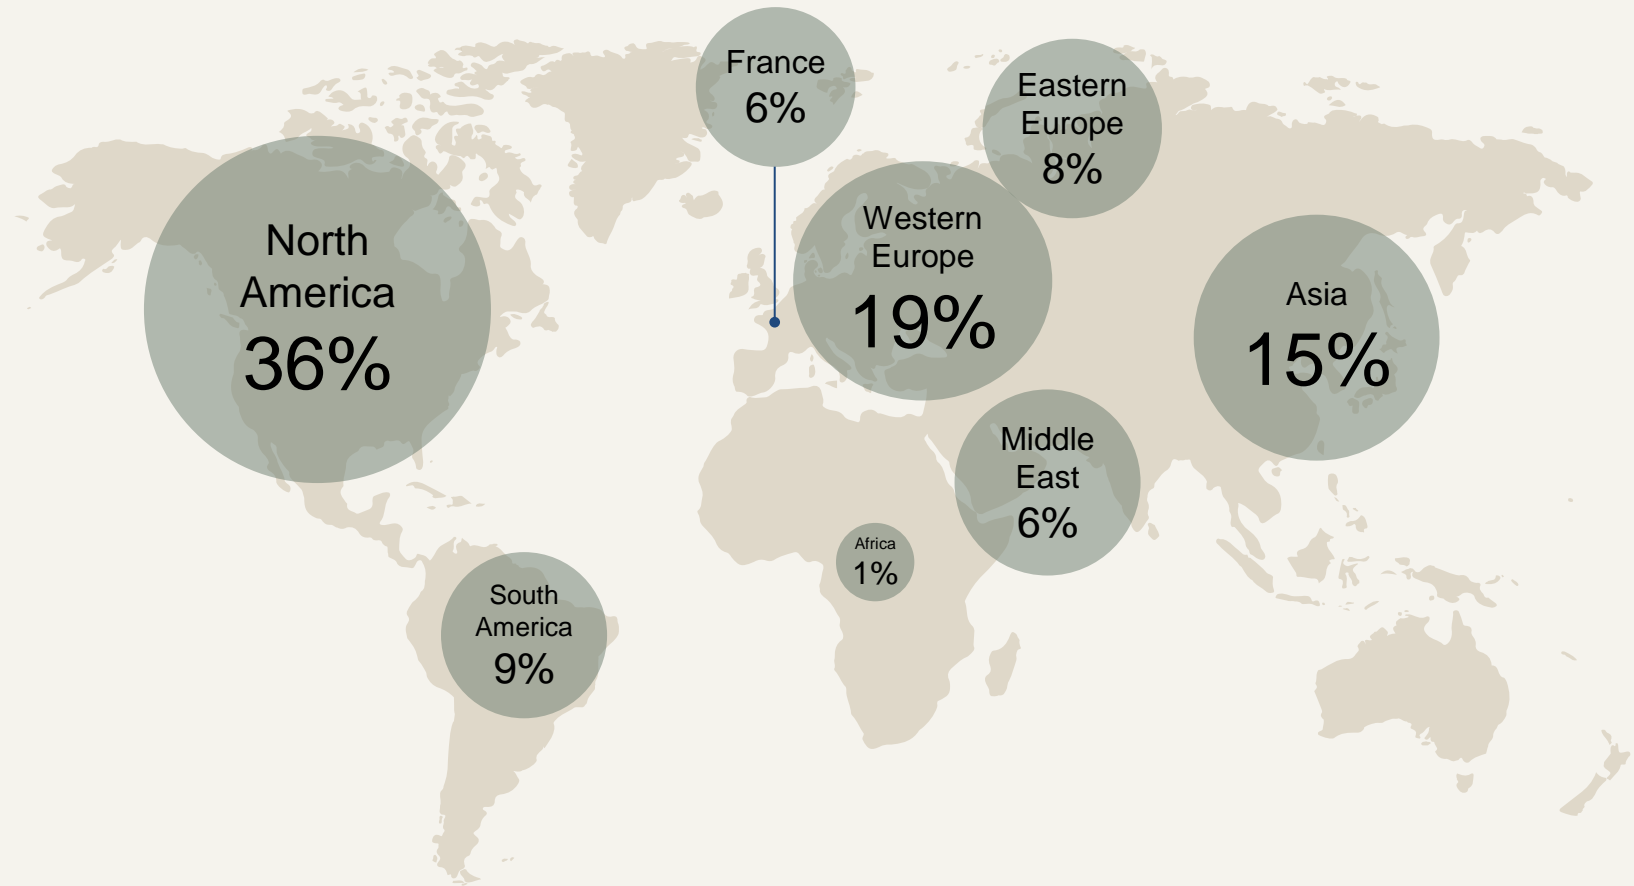 France
6%
Eastern
Europe
8%
North
America
36%
Western
Europe
19%
Asia
15%
Middle
East
6%
Africa
1%
South
America
9%